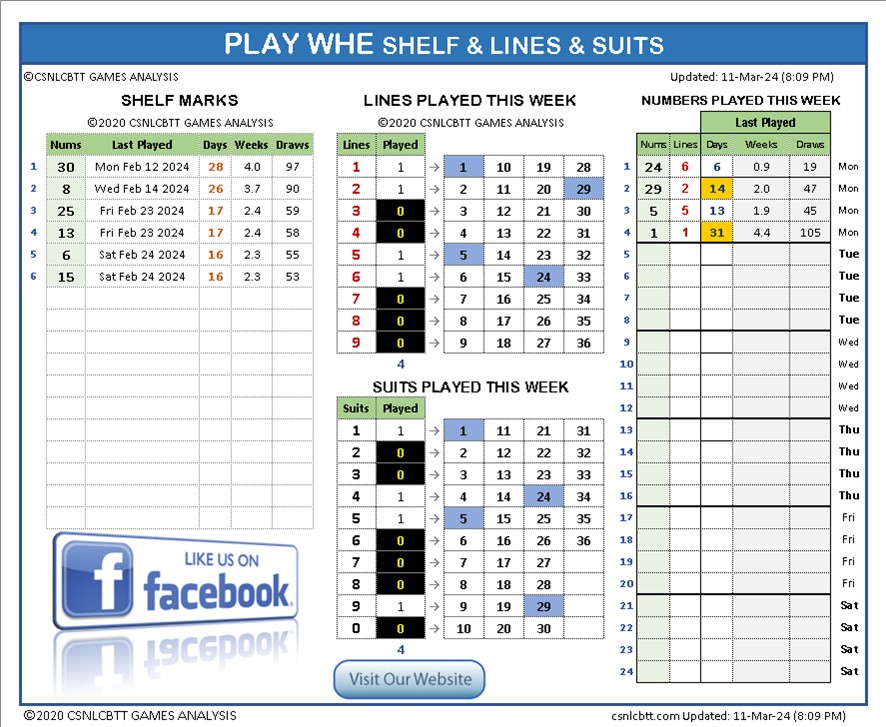 PLAY WHE SHELF & LINES & SUITS
©CSNLCBTT GAMES ANALYSIS
Updated: 11-Mar-24 (8:09 PM)
SHELF MARKS
©2020 CSNLCBTT GAMES ANALYSIS
Nums Last Played Days Weeks Draws
1 30 Mon Feb 12 2024 28 4.0 97
2 8 Wed Feb 14 2024 26 3.7 90
3 25 Fri Feb 23 2024 17 2.4 59
4 13 Fri Feb 23 2024 17 2.4 58
5 6 Sat Feb 24 2024 16 2.3 55
6 15 Sat Feb 24 2024 16 2.3 53
LIKE US ON
facebook.
LINES PLAYED THIS WEEK
©2020 CSNLCBTT GAMES ANALYSIS
Lines Played
1 1 → 1 10 19 28
2 1 → 2 11 20 29
3 0 → 3 12 21 30
4 0 → 4 13 22 31
5 1 → 5 14 23 32
6 1 → 6 15 24 33
7 0 → 7 16 25 34
8 0 → 8 17 26 35
9 0 → 9 18 27 36
4
SUITS PLAYED THIS WEEK
Suits Played
1 1 → 1 11 21 31
2 0 → 2 12 22 32
3 0 → 3 13 23 33
4 1 → 4 14 24 34
5 1 → 5 15 25 35
6 0 → 6 16 26 36
7 0 → 7 17 27
8 0 → 8 18 28
9 1 → 9 19 29
0 0 → 10 20 30
4
Visit Our Website
NUMBERS PLAYED THIS WEEK
Last Played
Nums Lines Days Weeks Draws
1 24 6 6 0.9 19 Mon
2 29 2 14 2.0 47 Mon
3 5 5 13 1.9 45 Mon
4 1 1 31 4.4 105 Mon
5 Tue
6 Tue
7 Tue
8 Tue
9 Wed
10 Wed
11 Wed
12 Wed
13 Thu
14 Thu
15 Thu
16 Thu
17 Fri
18 Fri
19 Fri
20 Fri
21 Sat
22 Sat
23 Sat
24 Sat
©2020 CSNLCBTT GAMES ANALYSIS
csnlcbtt.com Updated: 11-Mar-24 (8:09 PM)